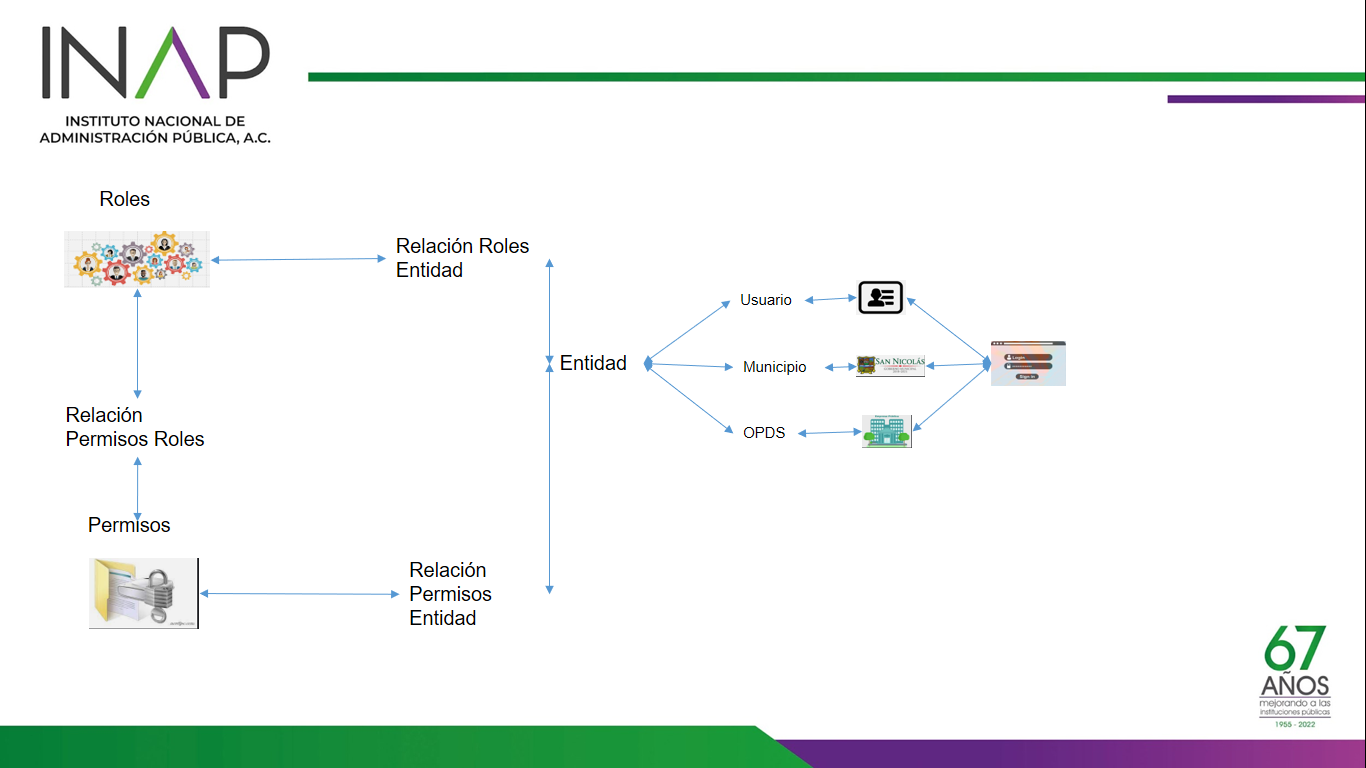 INAP
INSTITUTO NACIONAL DE
ADMINISTRACIÓN PÚBLICA, A.C.
Roles
Relación Roles
Entidad
Usuario
Entidad
Municipio
SAN NICOLÁS
Login
Sign in
OPDS
Relación
Permisos Roles
Permisos
Relación
Permisos
Entidad
67
AÑOS
mejorando a las
instituciones públicas
1955 - 2022